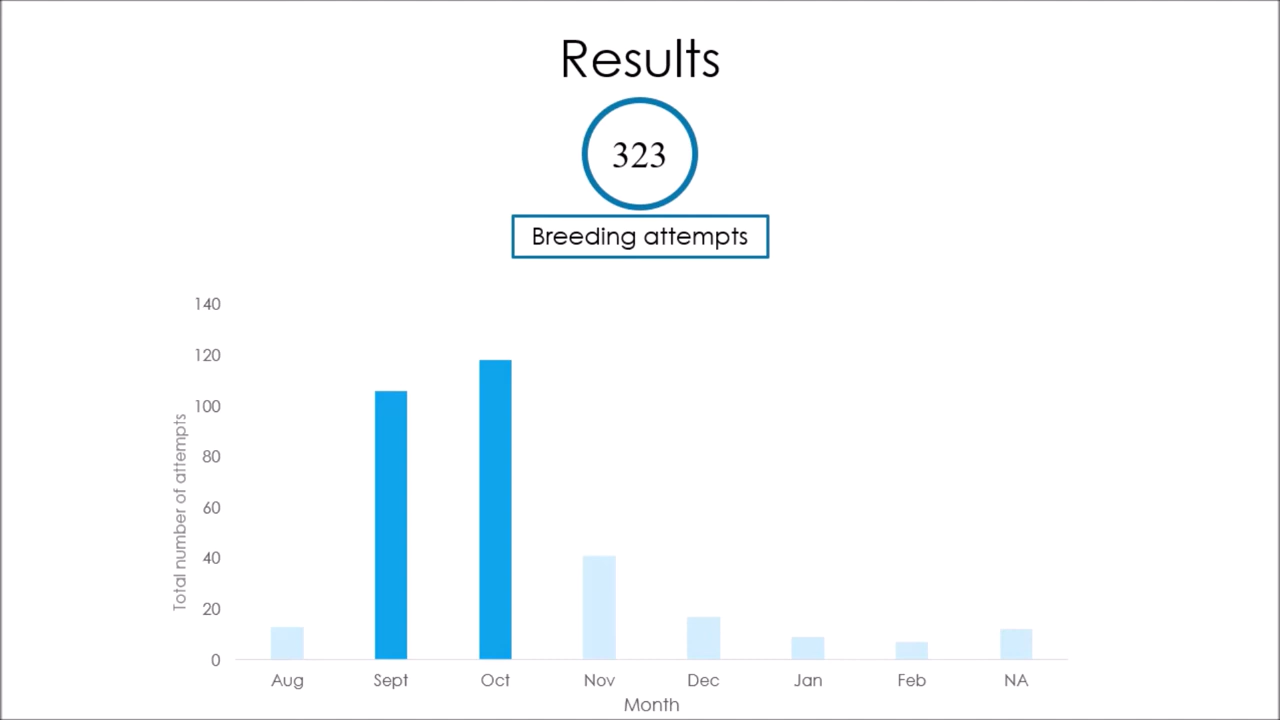 Results
323
Breeding attempts
140
120
100
80
60
40
20
0
Total number of attempts
Aug Sept Oct Nov Dec Jan Feb NA
Month